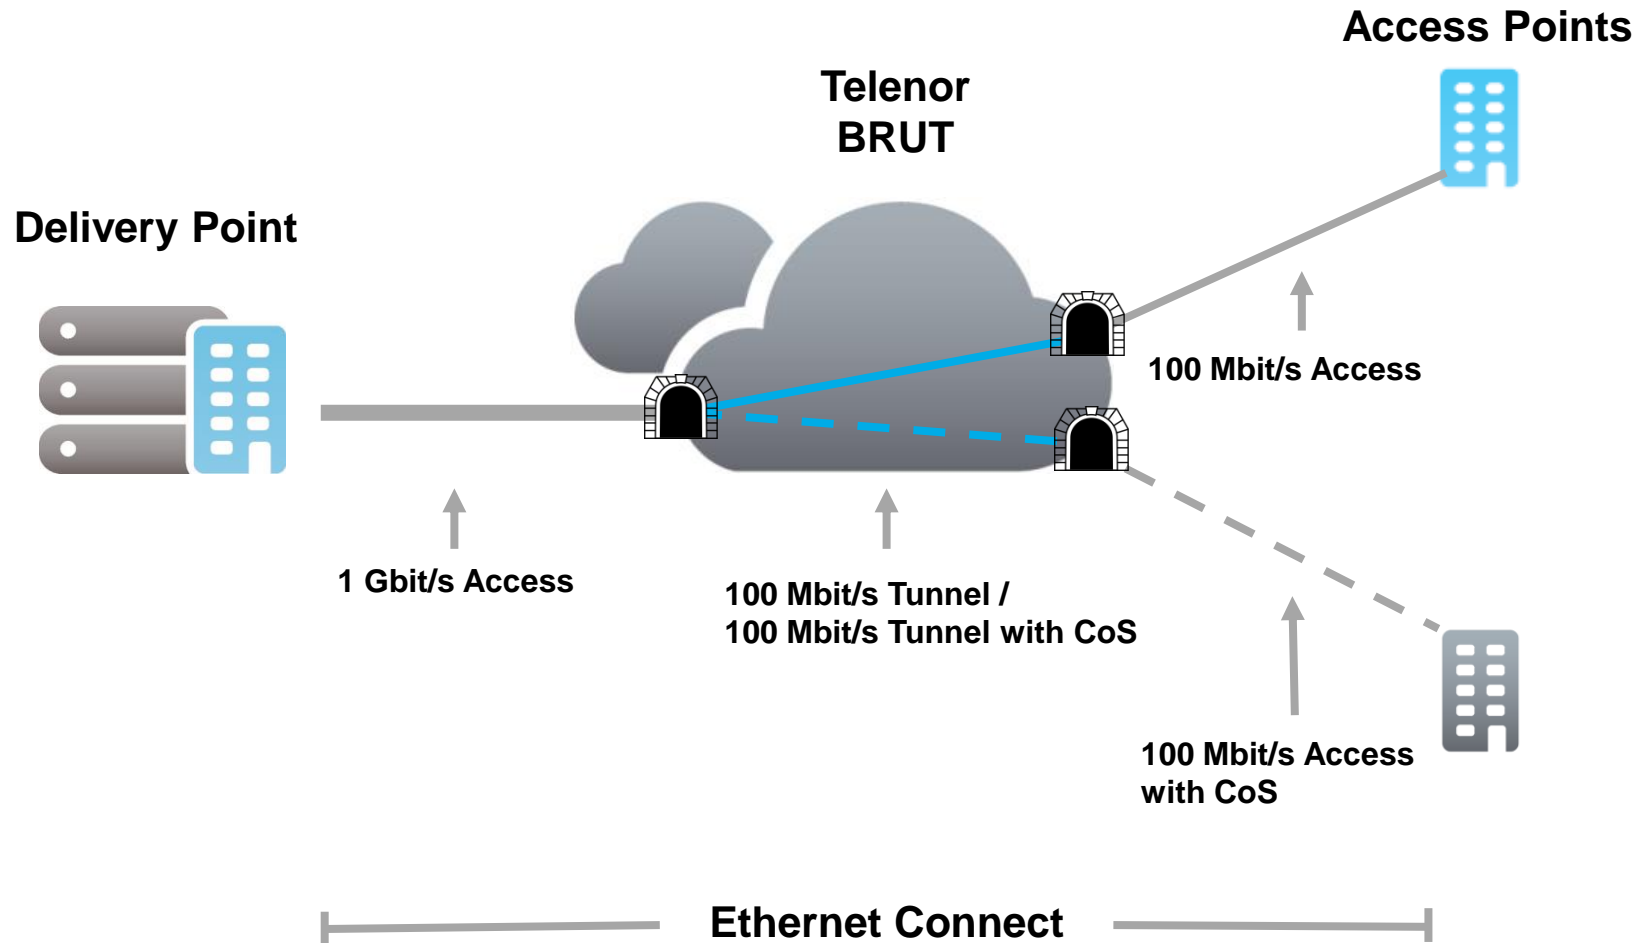 Access Points
Telenor
BRUT
Delivery Point
100 Mbit/s Access
1 Gbit/s Access
100 Mbit/s Tunnel /
100 Mbit/s Tunnel with CoS
100 Mbit/s Access
with CoS
Ethernet Connect